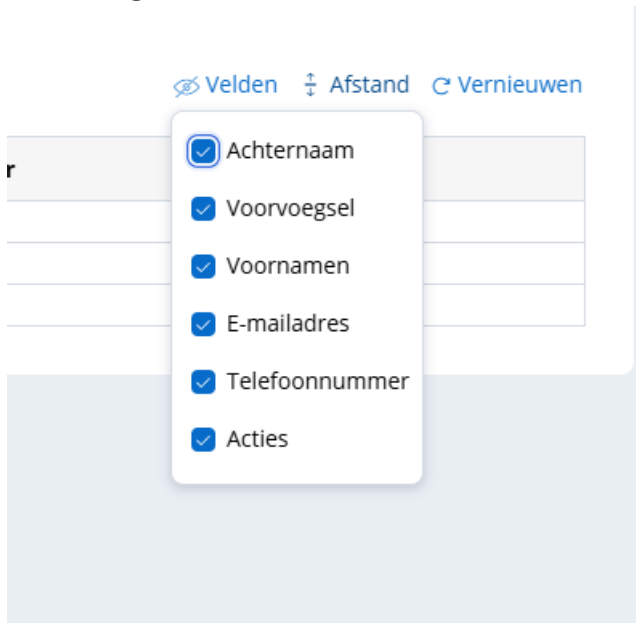 Velden Afstand Vernieuwen
r
Achternaam
Voorvoegsel
Voornamen
E-mailadres
Telefoonnummer
Acties